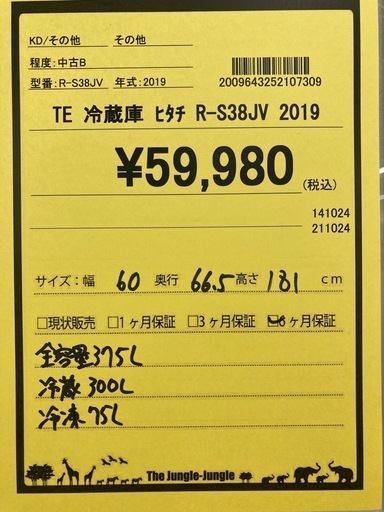 KD/その他 その他
程度:中古B
型番:R-S38JV 年式:2019
2009643252107309
TE 冷蔵庫 ﾋﾀﾁ R-S38JV 2019
¥59,980
(税込)
141024
211024
サイズ:幅 60 奥行 66.5 高さ 181 cm
□現状販売 □1ヶ月保証 □3ヶ月保証 ☑6ヶ月保証
全容量375L
冷蔵300L
冷凍75L
The Jungle-Jungle